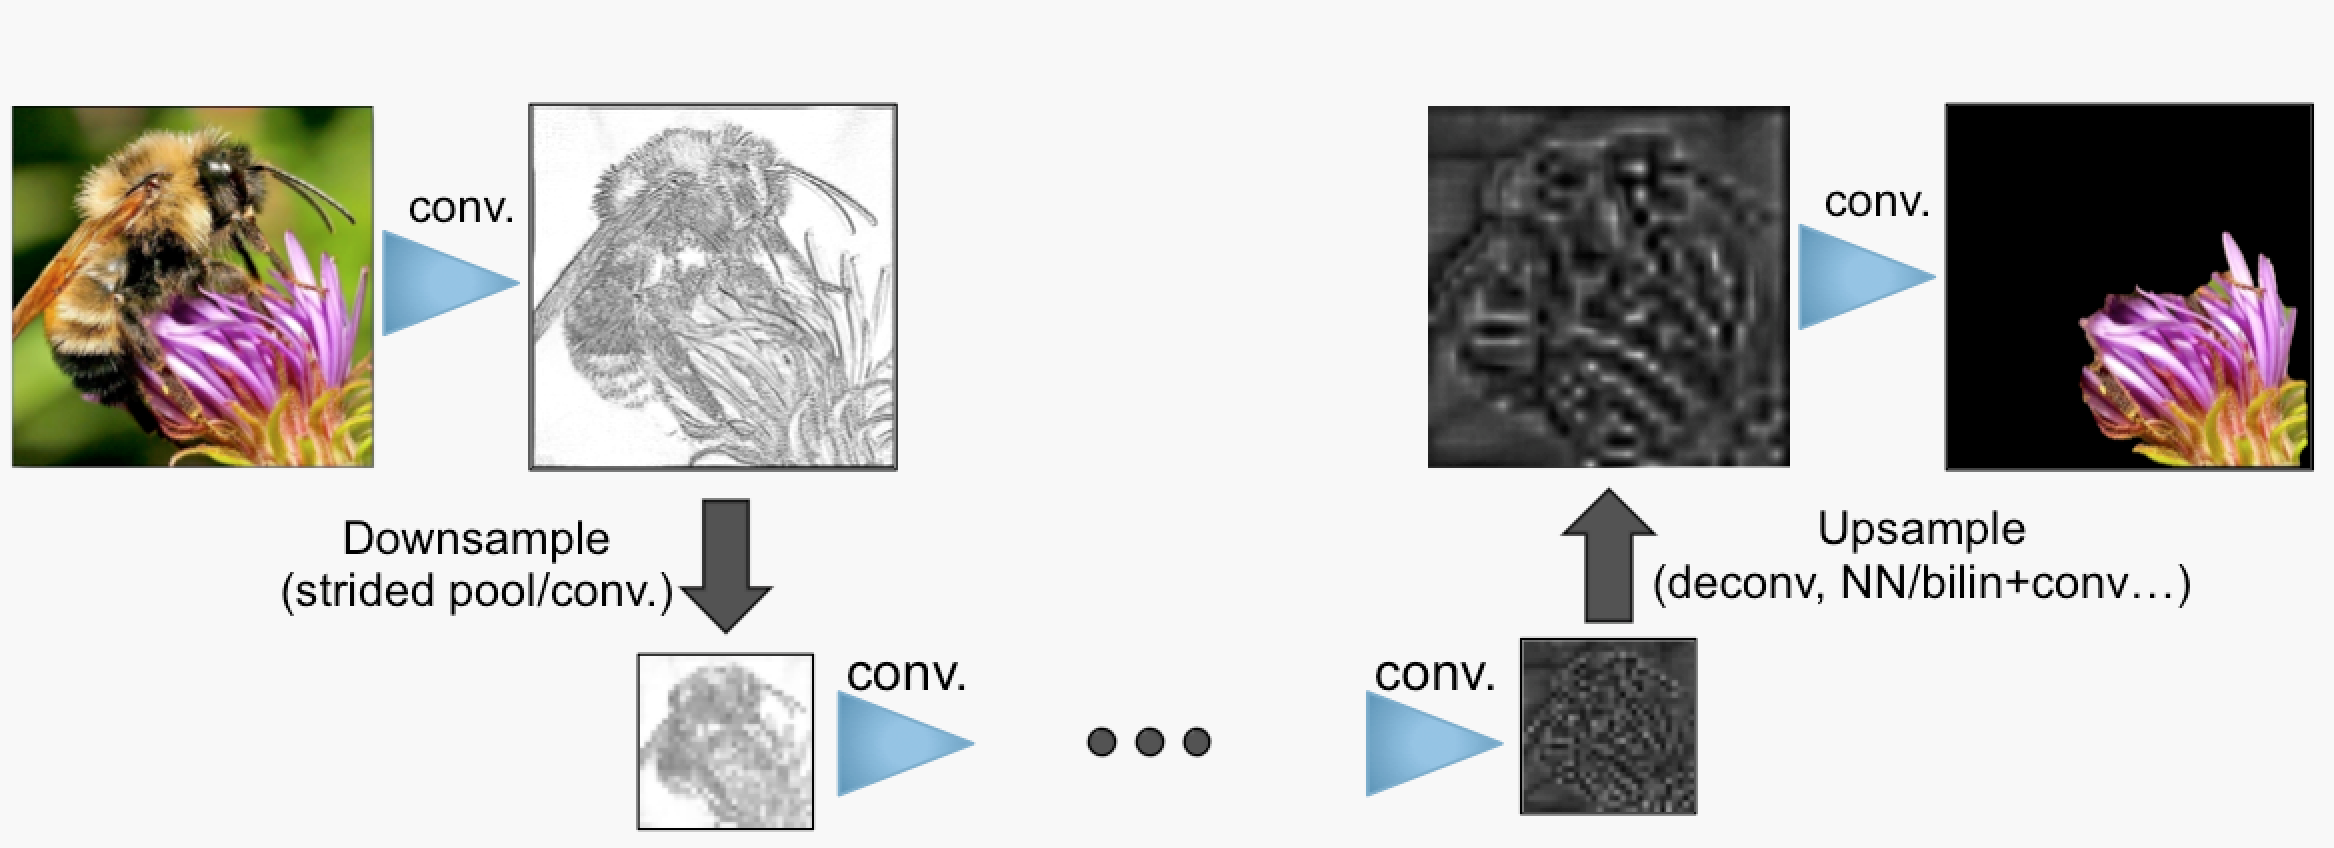 conv.
conv.
Downsample
(strided pool/conv.)
Upsample
(deconv, NN/bilin+conv…)
conv.
conv.